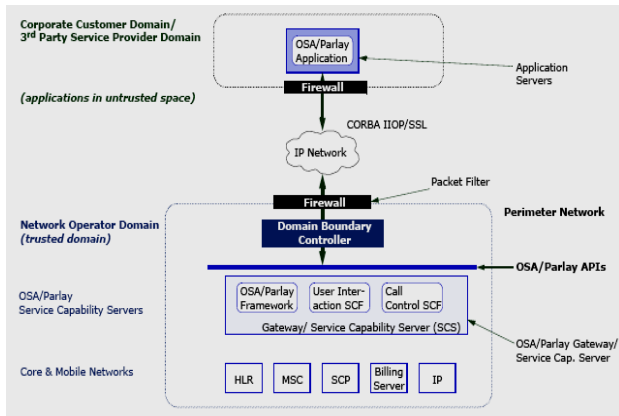 Corporate Customer Domain/
3rd Party Service Provider Domain
OSA/Parlay
Application
Application
Servers
Firewall
(applications in untrusted space)
CORBA IIOP/SSL
IP Network
Packet Filter
Firewall
Perimeter Network
Network Operator Domain
(trusted domain)
Domain Boundary
Controller
OSA/Parlay APIs
OSA/Parlay
Service Capability Servers
OSA/Parlay
Framework
User Inter-
action SCF
Call
Control SCF
Gateway/ Service Capability Server (SCS)
OSA/Parlay Gateway/
Service Cap. Server
Core & Mobile Networks
HLR
MSC
SCP
Billing
Server
IP